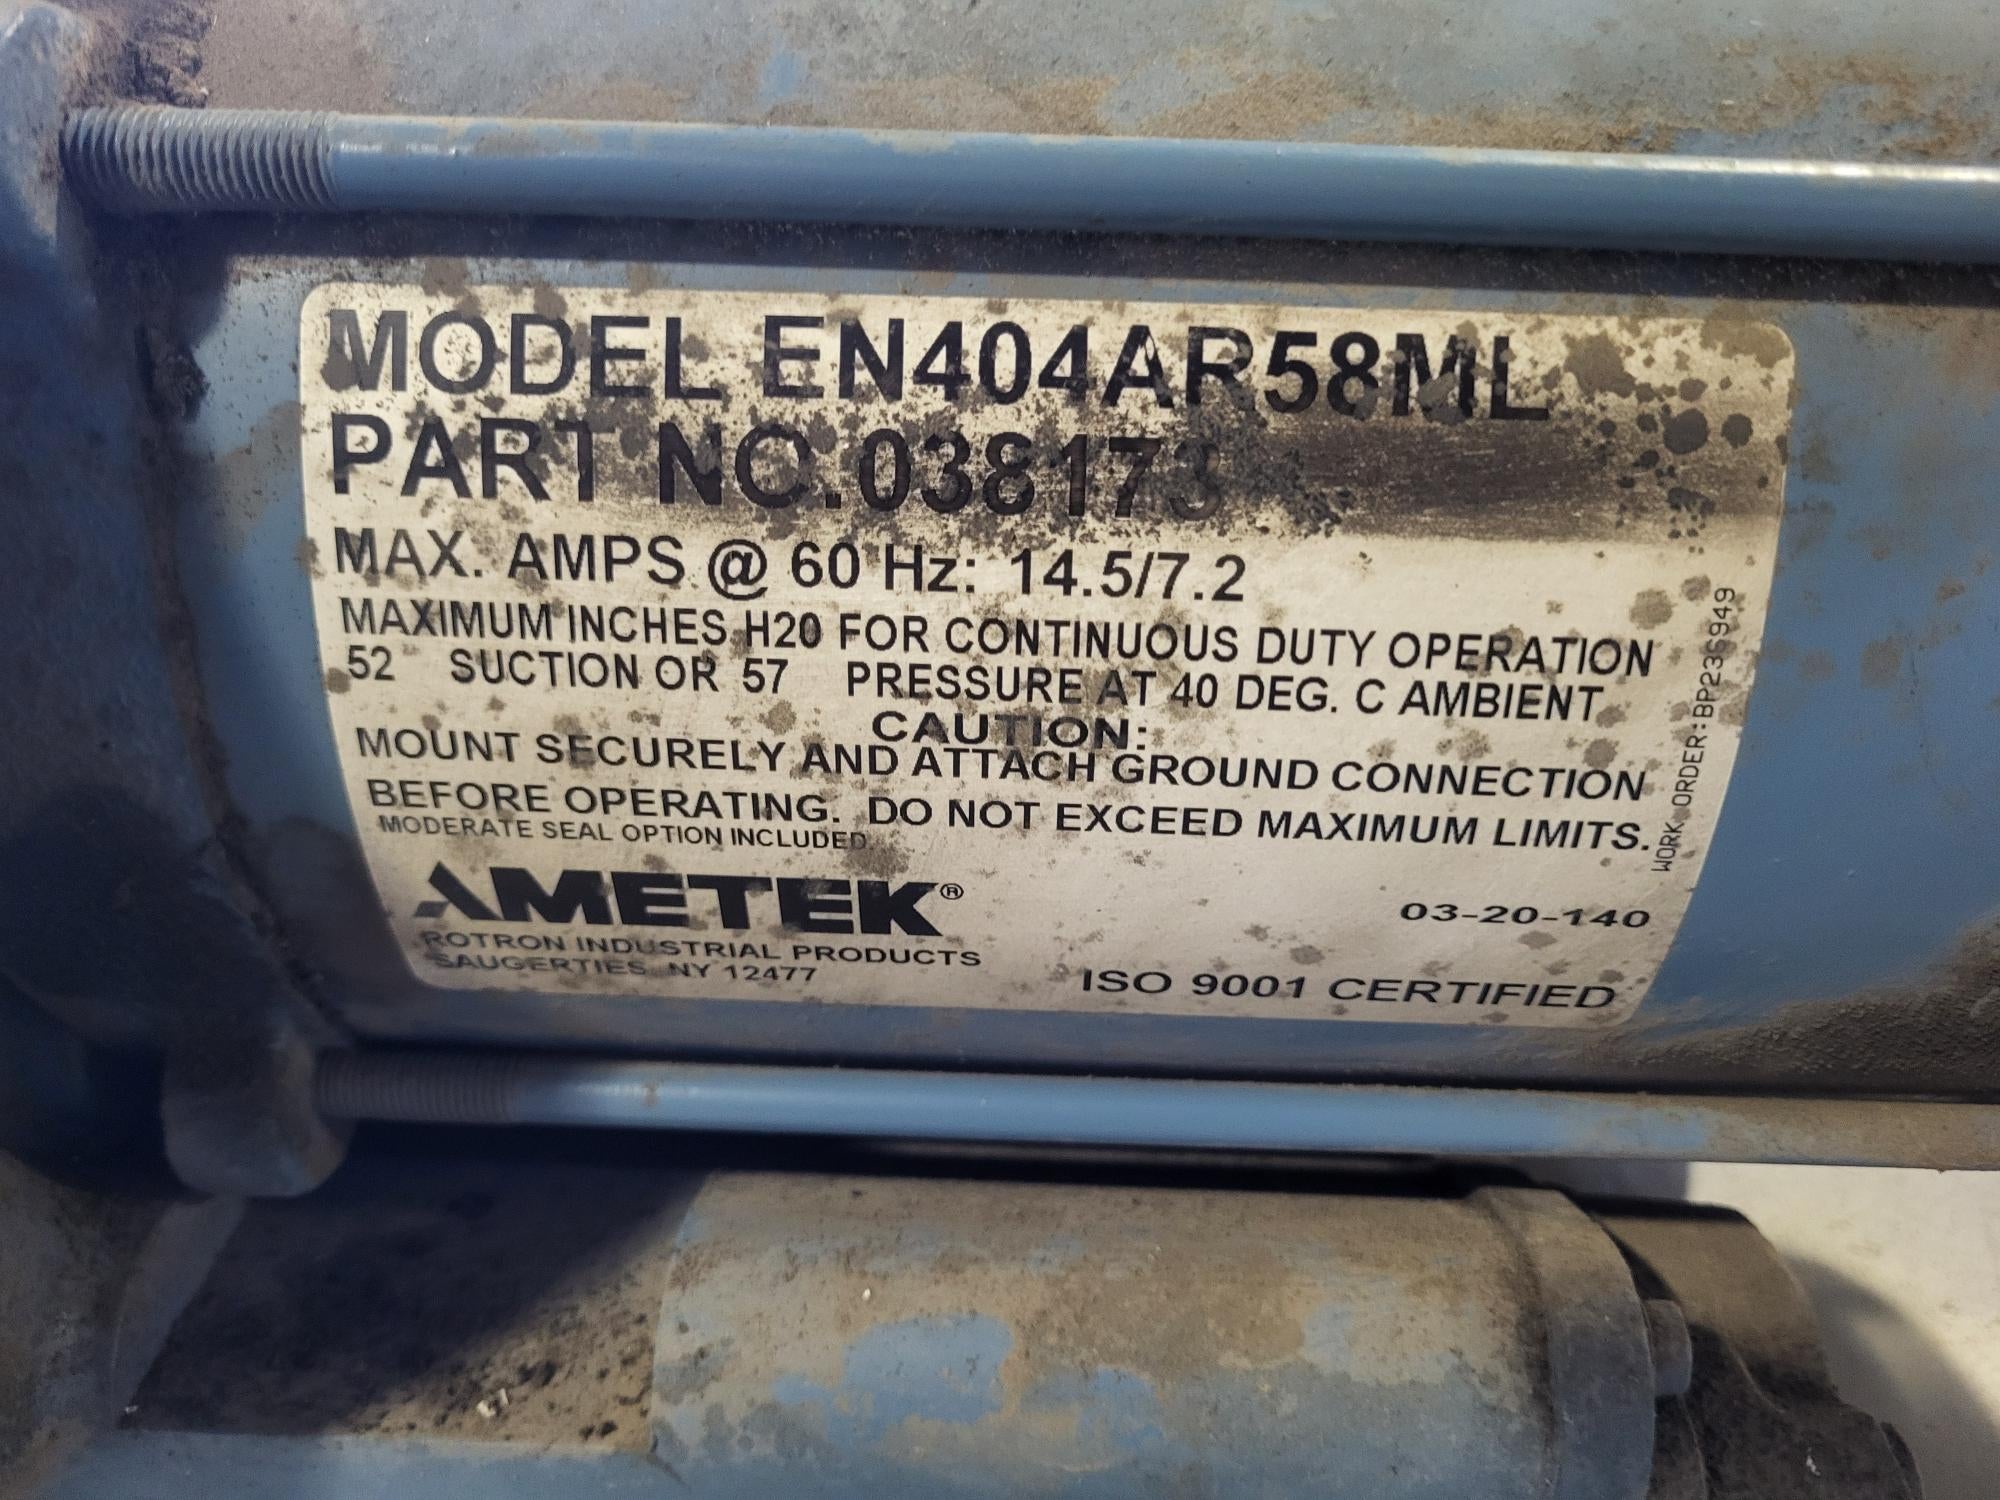 MODEL EN404AR58ML
PART NO.038173
MAX. AMPS @ 60 Hz: 14.5/7.2
MAXIMUM INCHES H20 FOR CONTINUOUS DUTY OPERATION
52 SUCTION OR 57 PRESSURE AT 40 DEG. C AMBIENT
CAUTION:
MOUNT SECURELY AND ATTACH GROUND CONNECTION
BEFORE OPERATING. DO NOT EXCEED MAXIMUM LIMITS.
MODERATE SEAL OPTION INCLUDED.
AMETEK®
ROTRON INDUSTRIAL PRODUCTS
SAUGERTIES, NY 12477
03-20-140
ISO 9001 CERTIFIED
WORK ORDER:BP236949